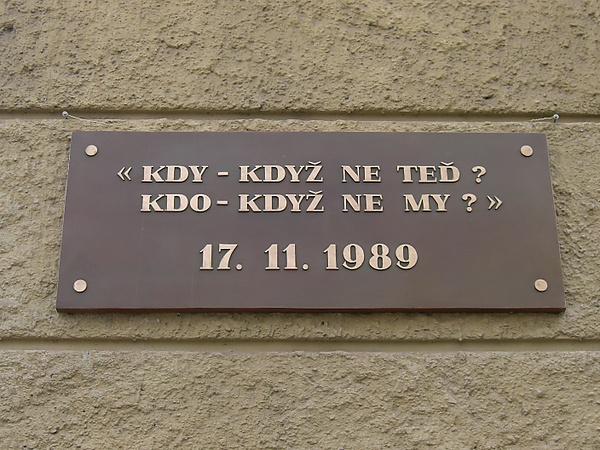 « KDY - KDYŽ NE TEĎ ?
KDO - KDYŽ NE MY ? »
17. 11. 1989